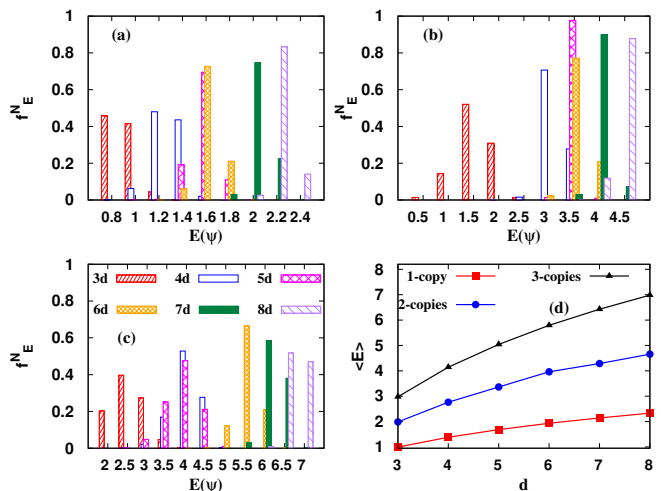 (a)
f^N_E
1
0.8
0.6
0.4
0.2
0
0.8 1 1.2 1.4 1.6 1.8 2 2.2 2.4
E(ψ)
(b)
f^N_E
1
0.8
0.6
0.4
0.2
0
0.5 1 1.5 2 2.5 3 3.5 4 4.5
E(ψ)
3d 4d 5d
6d 7d 8d
(c)
f^N_E
1
0.8
0.6
0.4
0.2
0
2 2.5 3 3.5 4 4.5 5 5.5 6 6.5 7
E(ψ)
1-copy 3-copies
2-copies
(d)
<E>
8
7
6
5
4
3
2
1
3 4 5 6 7 8
d